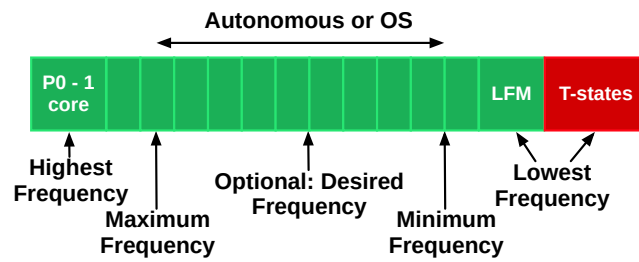 Autonomous or OS
P0 - 1
core
LFM
T-states
Highest
Frequency
Maximum
Frequency
Optional: Desired
Frequency
Minimum
Frequency
Lowest
Frequency